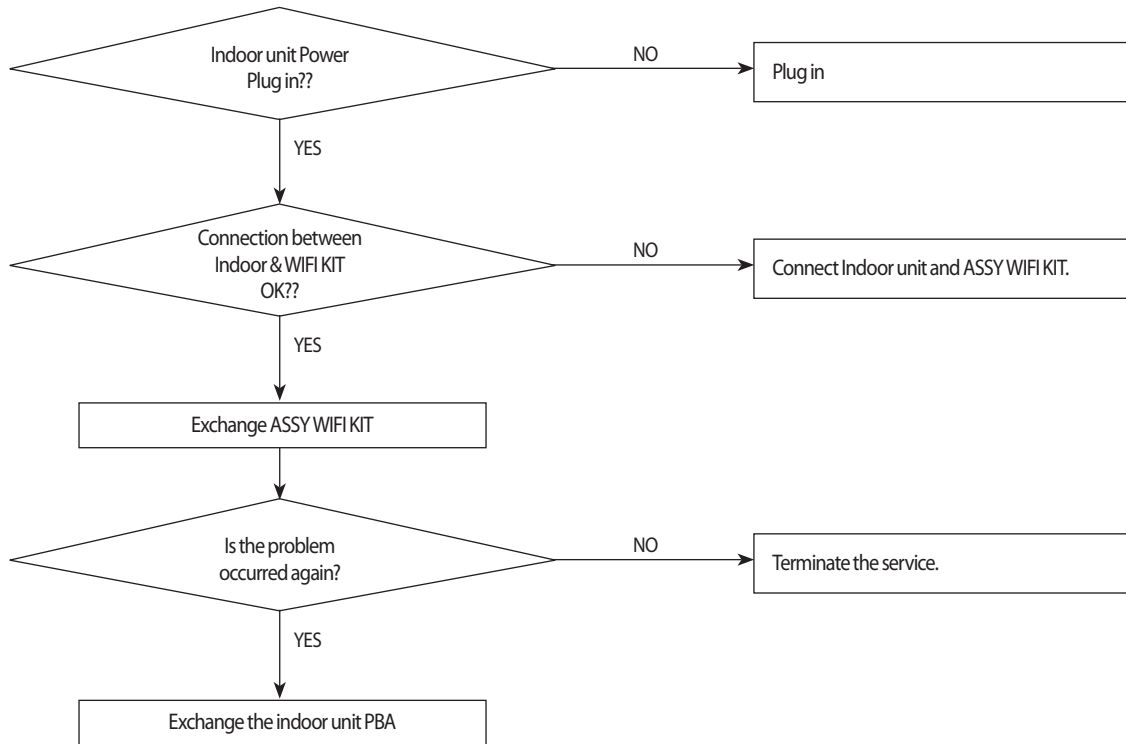 Indoor unit Power
Plug in??
NO
Plug in
YES
Connection between
Indoor & WIFI KIT
OK??
NO
Connect Indoor unit and ASSY WIFI KIT.
YES
Exchange ASSY WIFI KIT
Is the problem
occurred again?
NO
Terminate the service.
YES
Exchange the indoor unit PBA